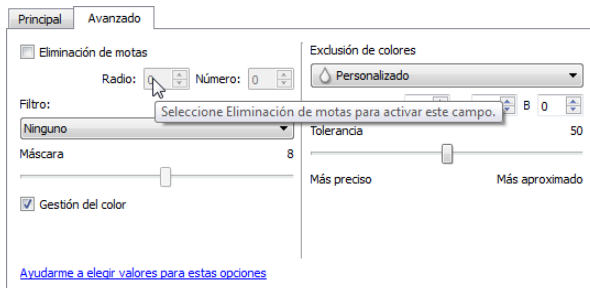 Principal Avanzado
Eliminación de motas
Radio: 0 Número: 0
Filtro:
Ninguno
Máscara 8
Gestión del color
Ayudarme a elegir valores para estas opciones
Exclusión de colores
Personalizado
B 0
Seleccione Eliminación de motas para activar este campo.
Tolerancia 50
Más preciso Más aproximado